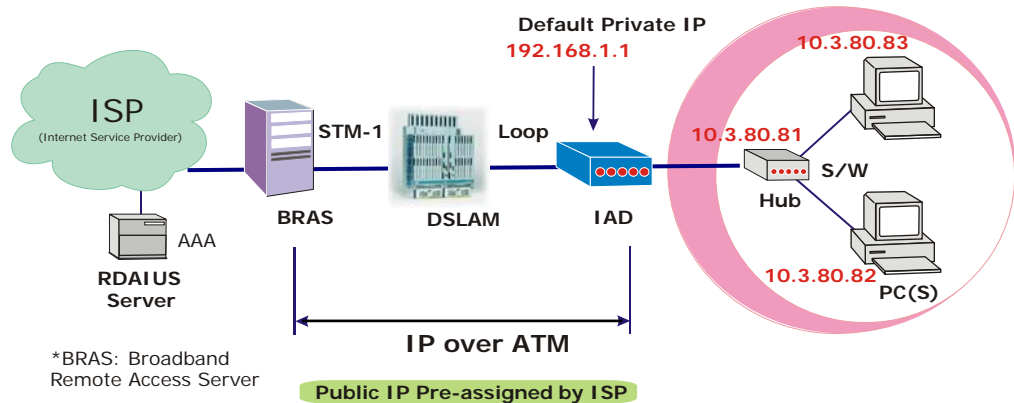 Default Private IP
192.168.1.1
10.3.80.83
ISP
(Internet Service Provider)
STM-1
Loop
10.3.80.81
S/W
Hub
BRAS
DSLAM
IAD
AAA
RDAIUS
Server
10.3.80.82
PC(S)
IP over ATM
*BRAS: Broadband
Remote Access Server
Public IP Pre-assigned by ISP